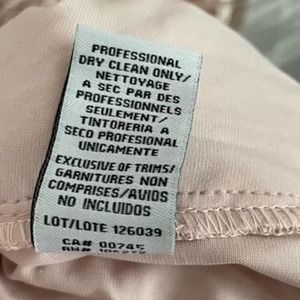 PROFESSIONAL
DRY CLEAN ONLY/
NETTOYAGE
A SEC PAR DES
PROFESSIONNELS
SEULEMENT/
TINTORERIA A
SECO PROFESIONAL
UNICAMENTE
EXCLUSIVE OF TRIMS/
GARNITURES NON
COMPRISES/AVIOS
NO INCLUIDOS
LOT/LOTE 126039
CA# 00745